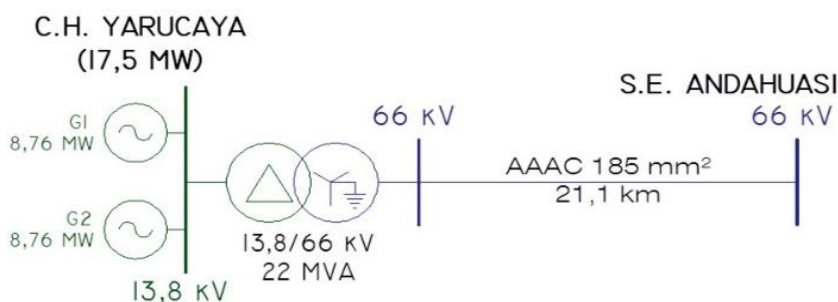 C.H. YARUCAYA
(17,5 MW)
S.E. ANDAHUASI
G1
8,76 MW
66 KV
66 KV
AAAC 185 mm²
21,1 km
G2
8,76 MW
13,8/66 KV
22 MVA
13,8 KV